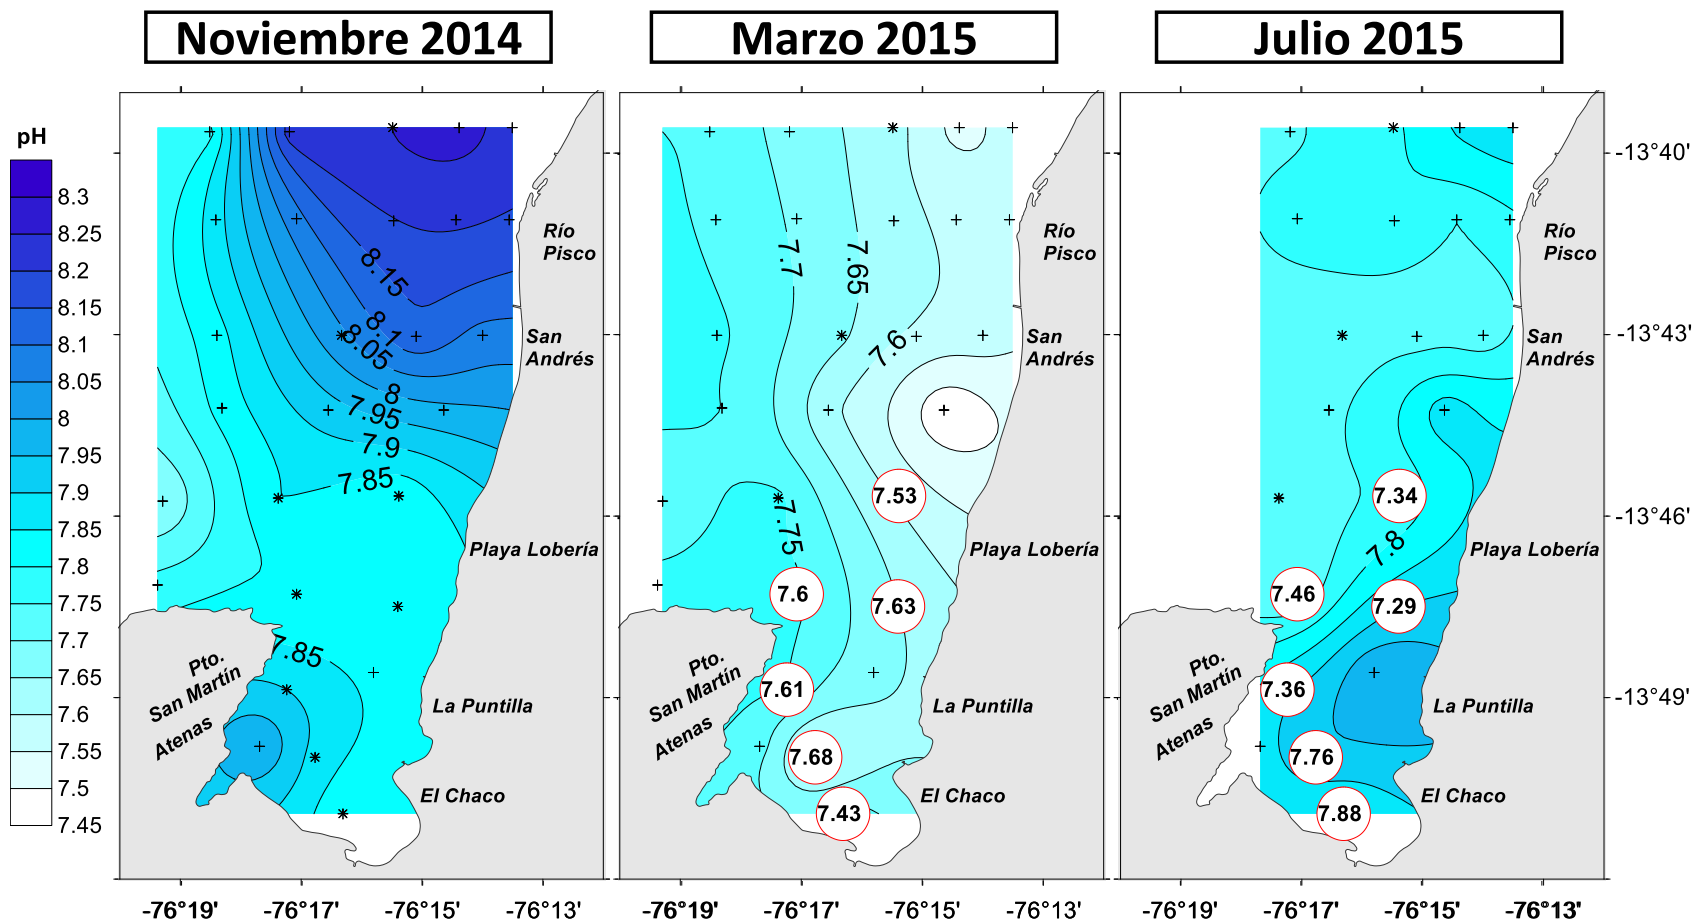 Noviembre 2014
Marzo 2015
Julio 2015
pH
8.3
8.25
8.2
8.15
8.1
8.05
8
7.95
7.9
7.85
7.8
7.75
7.7
7.65
7.6
7.55
7.5
7.45
8.15
8.1
8.05
8
7.95
7.9
7.85
7.85
Río
Pisco
San
Andrés
Playa Lobería
Pto.
San Martín
Atenas
La Puntilla
El Chaco
-76°19'
-76°17'
-76°15'
-76°13'
7.7
7.65
7.6
7.75
7.53
7.6
7.63
7.61
7.68
7.43
Río
Pisco
San
Andrés
Playa Lobería
Pto.
San Martín
Atenas
La Puntilla
El Chaco
-76°19'
-76°17'
-76°15'
-76°13'
7.8
7.34
7.46
7.29
7.36
7.76
7.88
Río
Pisco
San
Andrés
Playa Lobería
Pto.
San Martín
Atenas
La Puntilla
El Chaco
-13°40'
-13°43'
-13°46'
-13°49'
-76°19'
-76°17'
-76°15'
-76°13'